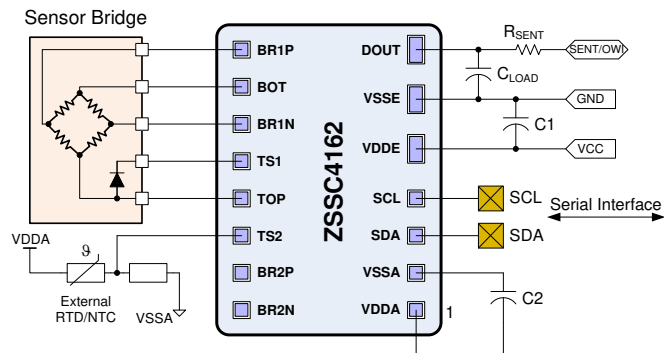 Sensor Bridge
BR1P
BOT
BR1N
TS1
TOP
TS2
BR2P
BR2N
ZSSC4162
DOUT
VSSE
VDDE
SCL
SDA
VSSA
VDDA
1
RSENT
SENT/OWI
CLOAD
GND
C1
VCC
SCL
SDA
Serial Interface
C2
VDDA
ϑ
External
RTD/NTC
VSSA